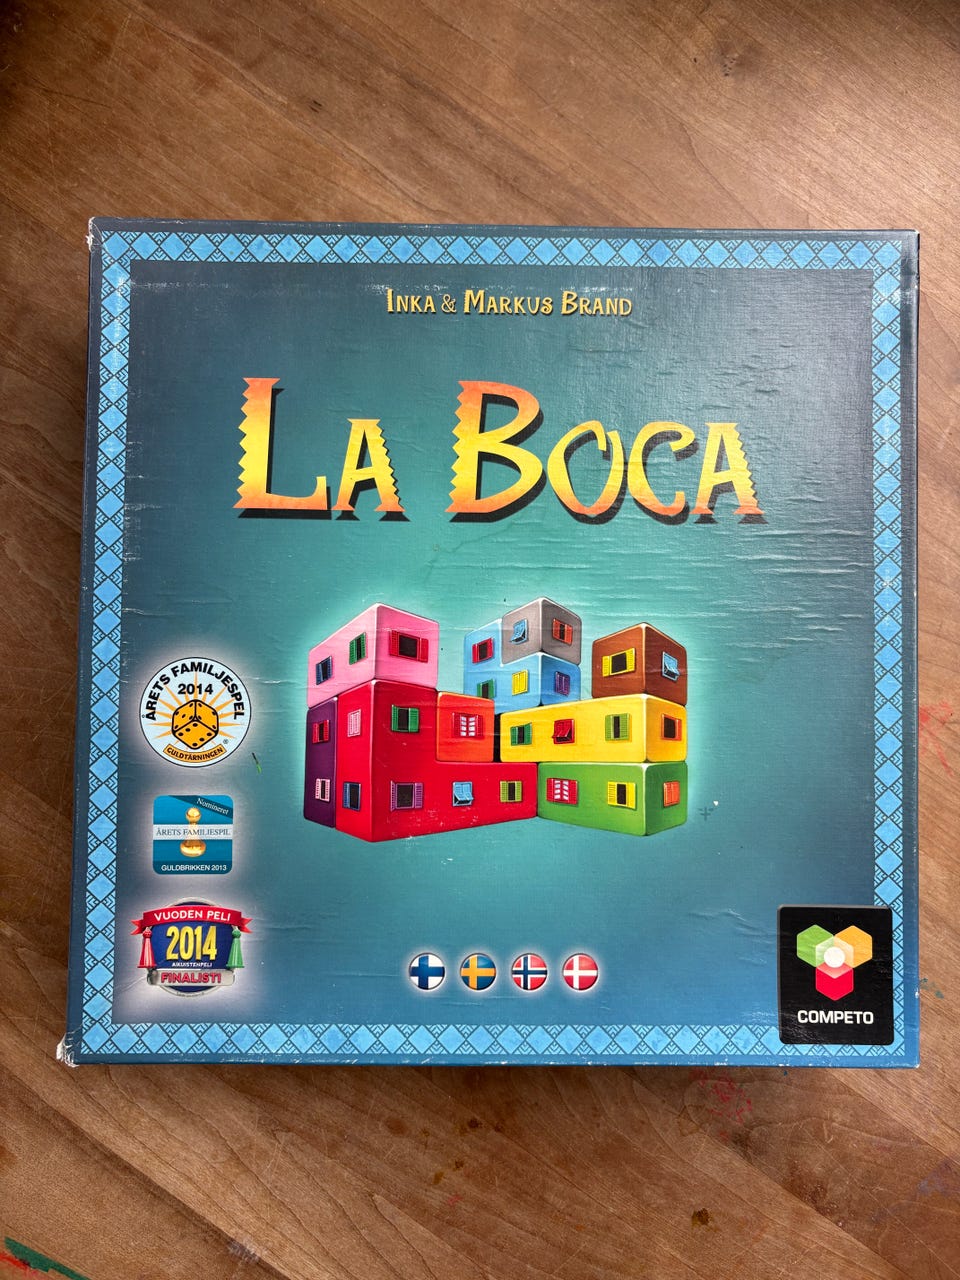 INKA & MARKUS BRAND
LA BOCA
ÅRETS FAMILJESPEL
2014
GULDTÄRNINGEN
®
Nomineret
ÅRETS FAMILIESPIL
GULDBRIKKEN 2013
VUODEN PELI
2014
AIKUISTENPELI
FINALISTI
COMPETO